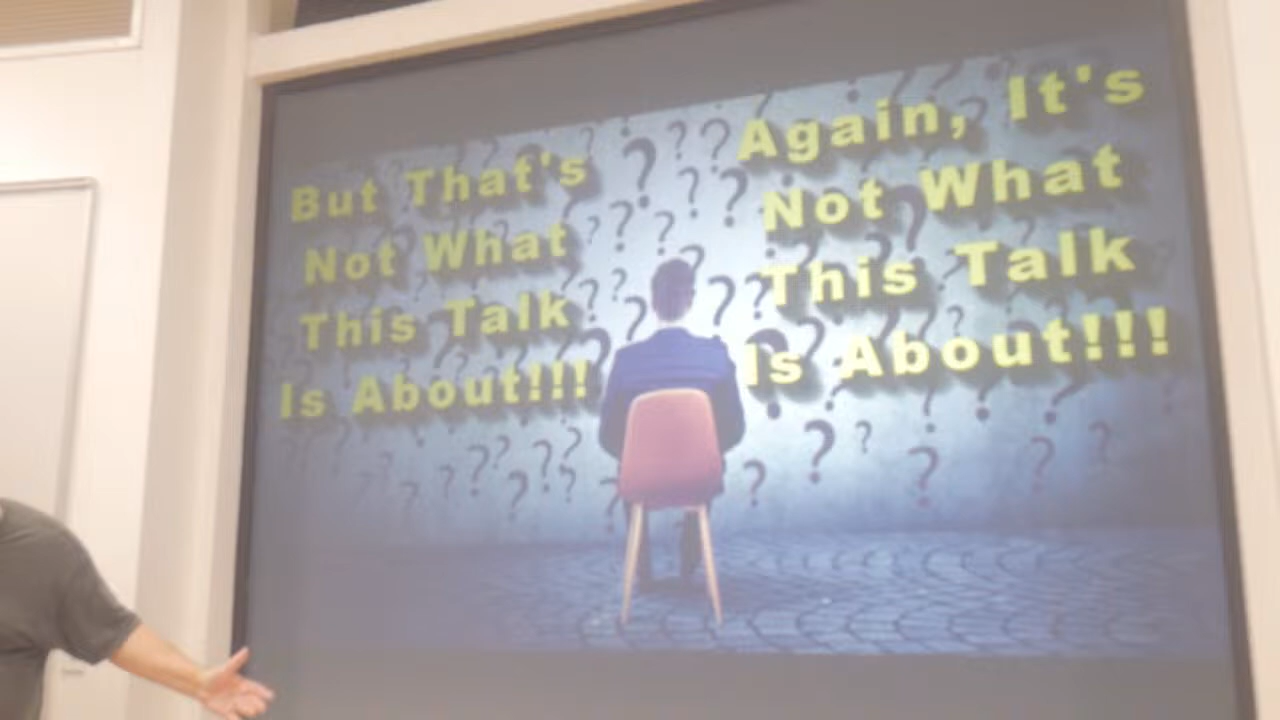 But That's
Not What
This Talk
Is About!!!
Again, It's
Not What
This Talk
Is About!!!